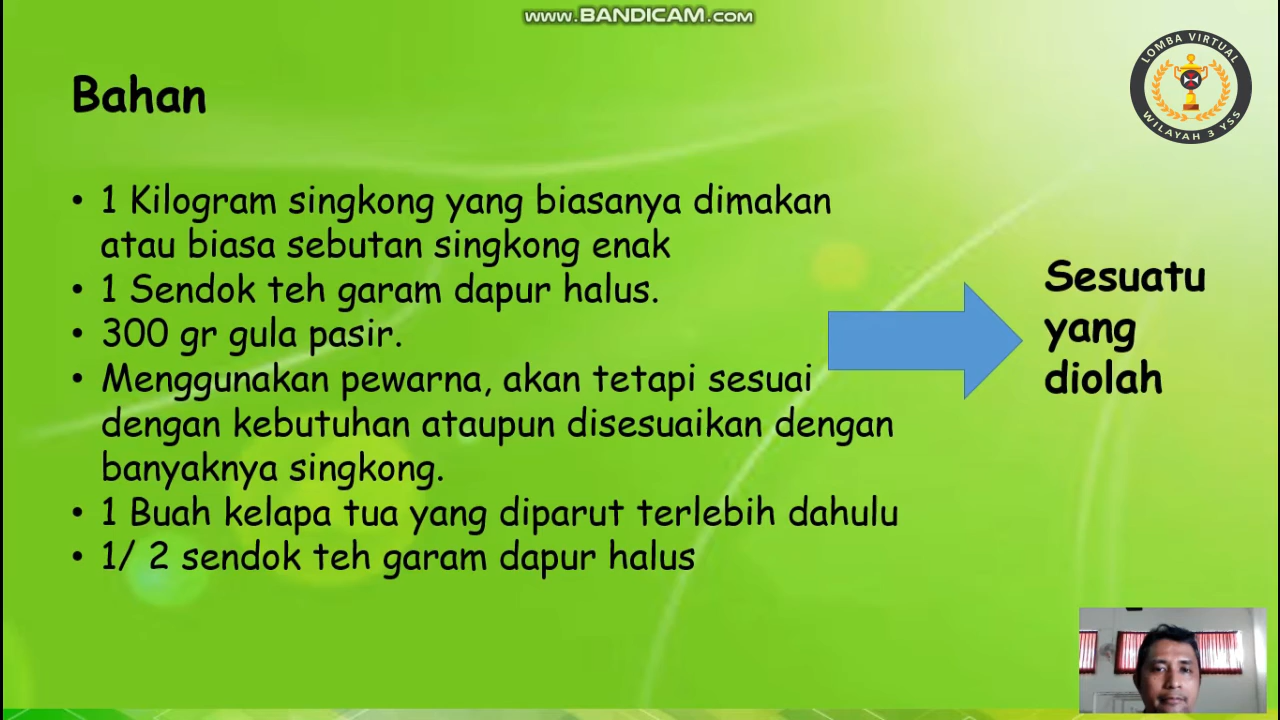 www.BANDICAM.com
LOMBA VIRTUAL
WILAYAH 3 YSS
Bahan
• 1 Kilogram singkong yang biasanya dimakan
atau biasa sebutan singkong enak
• 1 Sendok teh garam dapur halus.
• 300 gr gula pasir.
• Menggunakan pewarna, akan tetapi sesuai
dengan kebutuhan ataupun disesuaikan dengan
banyaknya singkong.
• 1 Buah kelapa tua yang diparut terlebih dahulu
• 1/ 2 sendok teh garam dapur halus
Sesuatu
yang
diolah